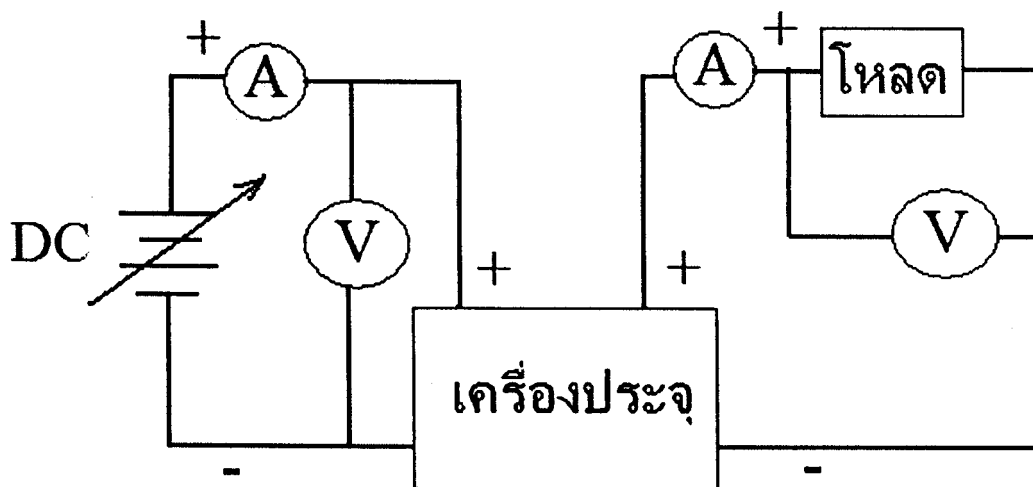 + A + A โหลด
DC V V
+ +
เครื่องประจุ
- -